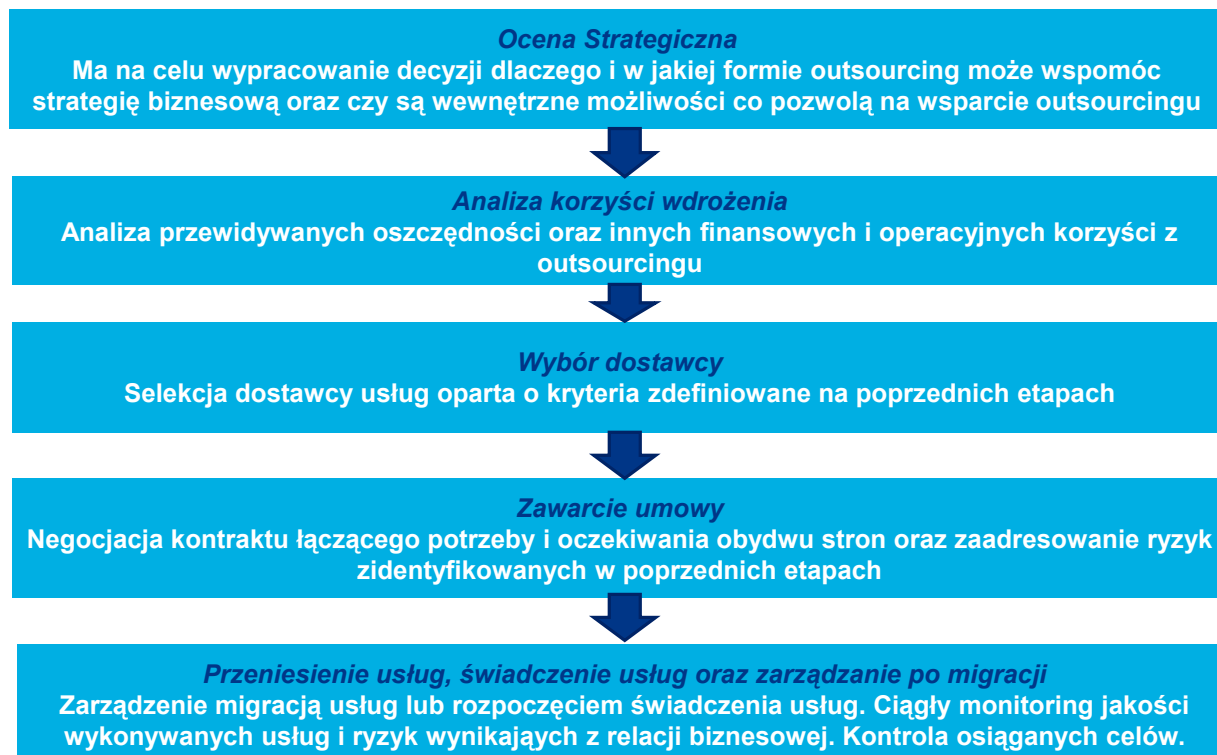 Ocena Strategiczna
Ma na celu wypracowanie decyzji dlaczego i w jakiej formie outsourcing może wspomóc
strategię biznesową oraz czy są wewnętrzne możliwości co pozwolą na wsparcie outsourcingu
Analiza korzyści wdrożenia
Analiza przewidywanych oszczędności oraz innych finansowych i operacyjnych korzyści z
outsourcingu
Wybór dostawcy
Selekcja dostawcy usług oparta o kryteria zdefiniowane na poprzednich etapach
Zawarcie umowy
Negocjacja kontraktu łączącego potrzeby i oczekiwania obydwu stron oraz zaadresowanie ryzyk
zidentyfikowanych w poprzednich etapach
Przeniesienie usług, świadczenie usług oraz zarządzanie po migracji
Zarządzenie migracją usług lub rozpoczęciem świadczenia usług. Ciągły monitoring jakości
wykonywanych usług i ryzyk wynikająych z relacji biznesowej. Kontrola osiąganych celów.